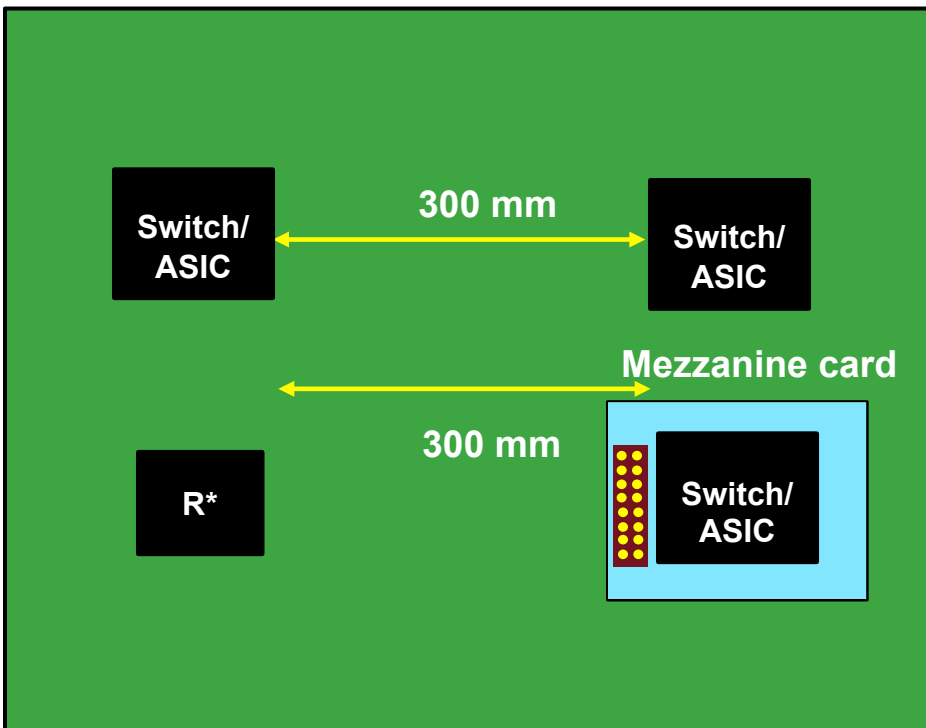 300 mm
Switch/
ASIC
Switch/
ASIC
Mezzanine card
300 mm
R*
Switch/
ASIC